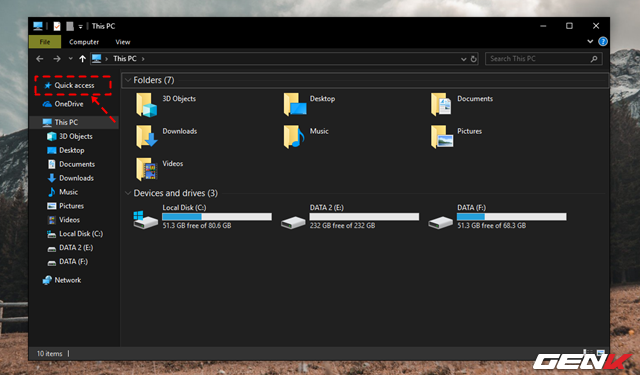 This PC
File
Computer
View
This PC
Search This PC
Quick access
OneDrive
This PC
3D Objects
Desktop
Documents
Downloads
Music
Pictures
Videos
Local Disk (C:)
DATA 2 (E:)
DATA (F:)
Network
Folders (7)
3D Objects
Desktop
Documents
Downloads
Music
Pictures
Videos
Devices and drives (3)
Local Disk (C:)
51.3 GB free of 80.6 GB
DATA 2 (E:)
232 GB free of 232 GB
DATA (F:)
51.3 GB free of 68.3 GB
10 items
GENK